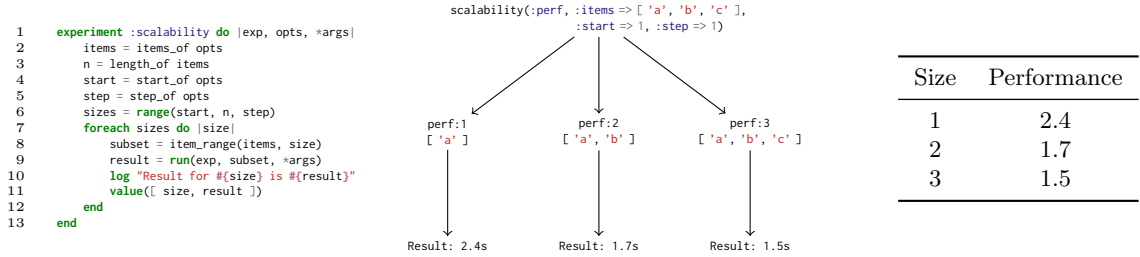 1 experiment :scalability do |exp, opts, *args|
2 items = items_of opts
3 n = length_of items
4 start = start_of opts
5 step = step_of opts
6 sizes = range(start, n, step)
7 foreach sizes do |size|
8 subset = item_range(items, size)
9 result = run(exp, subset, *args)
10 log "Result for #{size} is #{result}"
11 value([ size, result ])
12 end
13 end
scalability(:perf, :items => [ 'a', 'b', 'c' ],
:start => 1, :step => 1)
perf:1 perf:2 perf:3
[ 'a' ] [ 'a', 'b' ] [ 'a', 'b', 'c' ]
Result: 2.4s Result: 1.7s Result: 1.5s
Size Performance
1 2.4
2 1.7
3 1.5